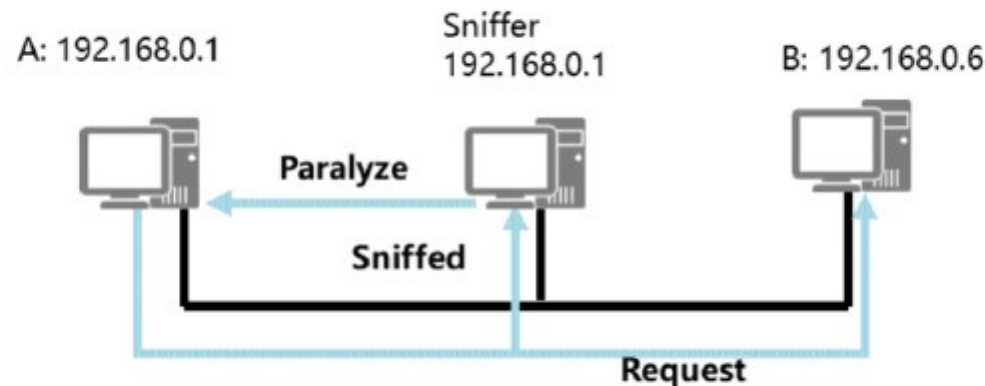 A: 192.168.0.1
Sniffer
192.168.0.1
B: 192.168.0.6
Paralyze
Sniffed
Request